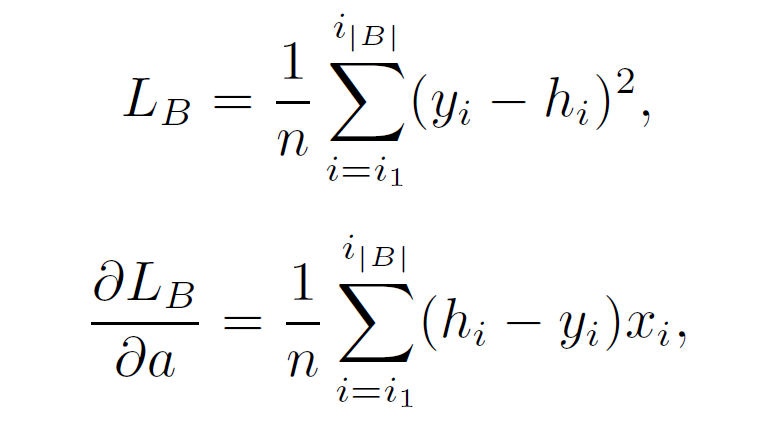 L_B = \frac{1}{n} \sum_{i=i_1}^{i_{|B|}} (y_i - h_i)^2,
\frac{\partial L_B}{\partial a} = \frac{1}{n} \sum_{i=i_1}^{i_{|B|}} (h_i - y_i) x_i,